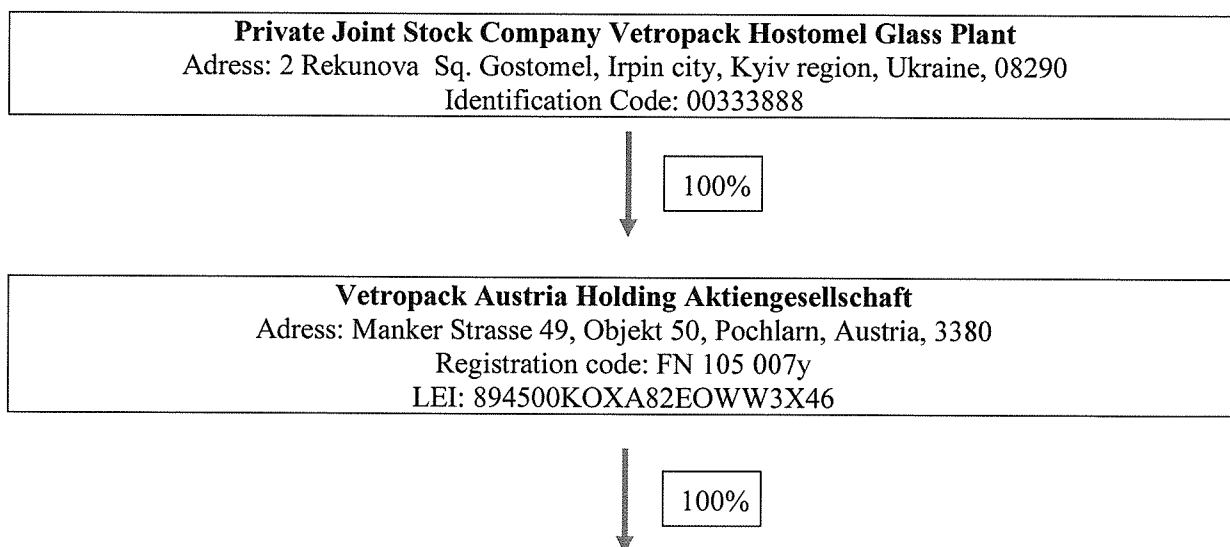 Private Joint Stock Company Vetropack Hostomel Glass Plant
Adress: 2 Rekunova Sq. Gostomel, Irpin city, Kyiv region, Ukraine, 08290
Identification Code: 00333888
100%
Vetropack Austria Holding Aktiengesellschaft
Adress: Manker Strasse 49, Objekt 50, Pochlarn, Austria, 3380
Registration code: FN 105 007y
LEI: 894500KOXA82EOWW3X46
100%